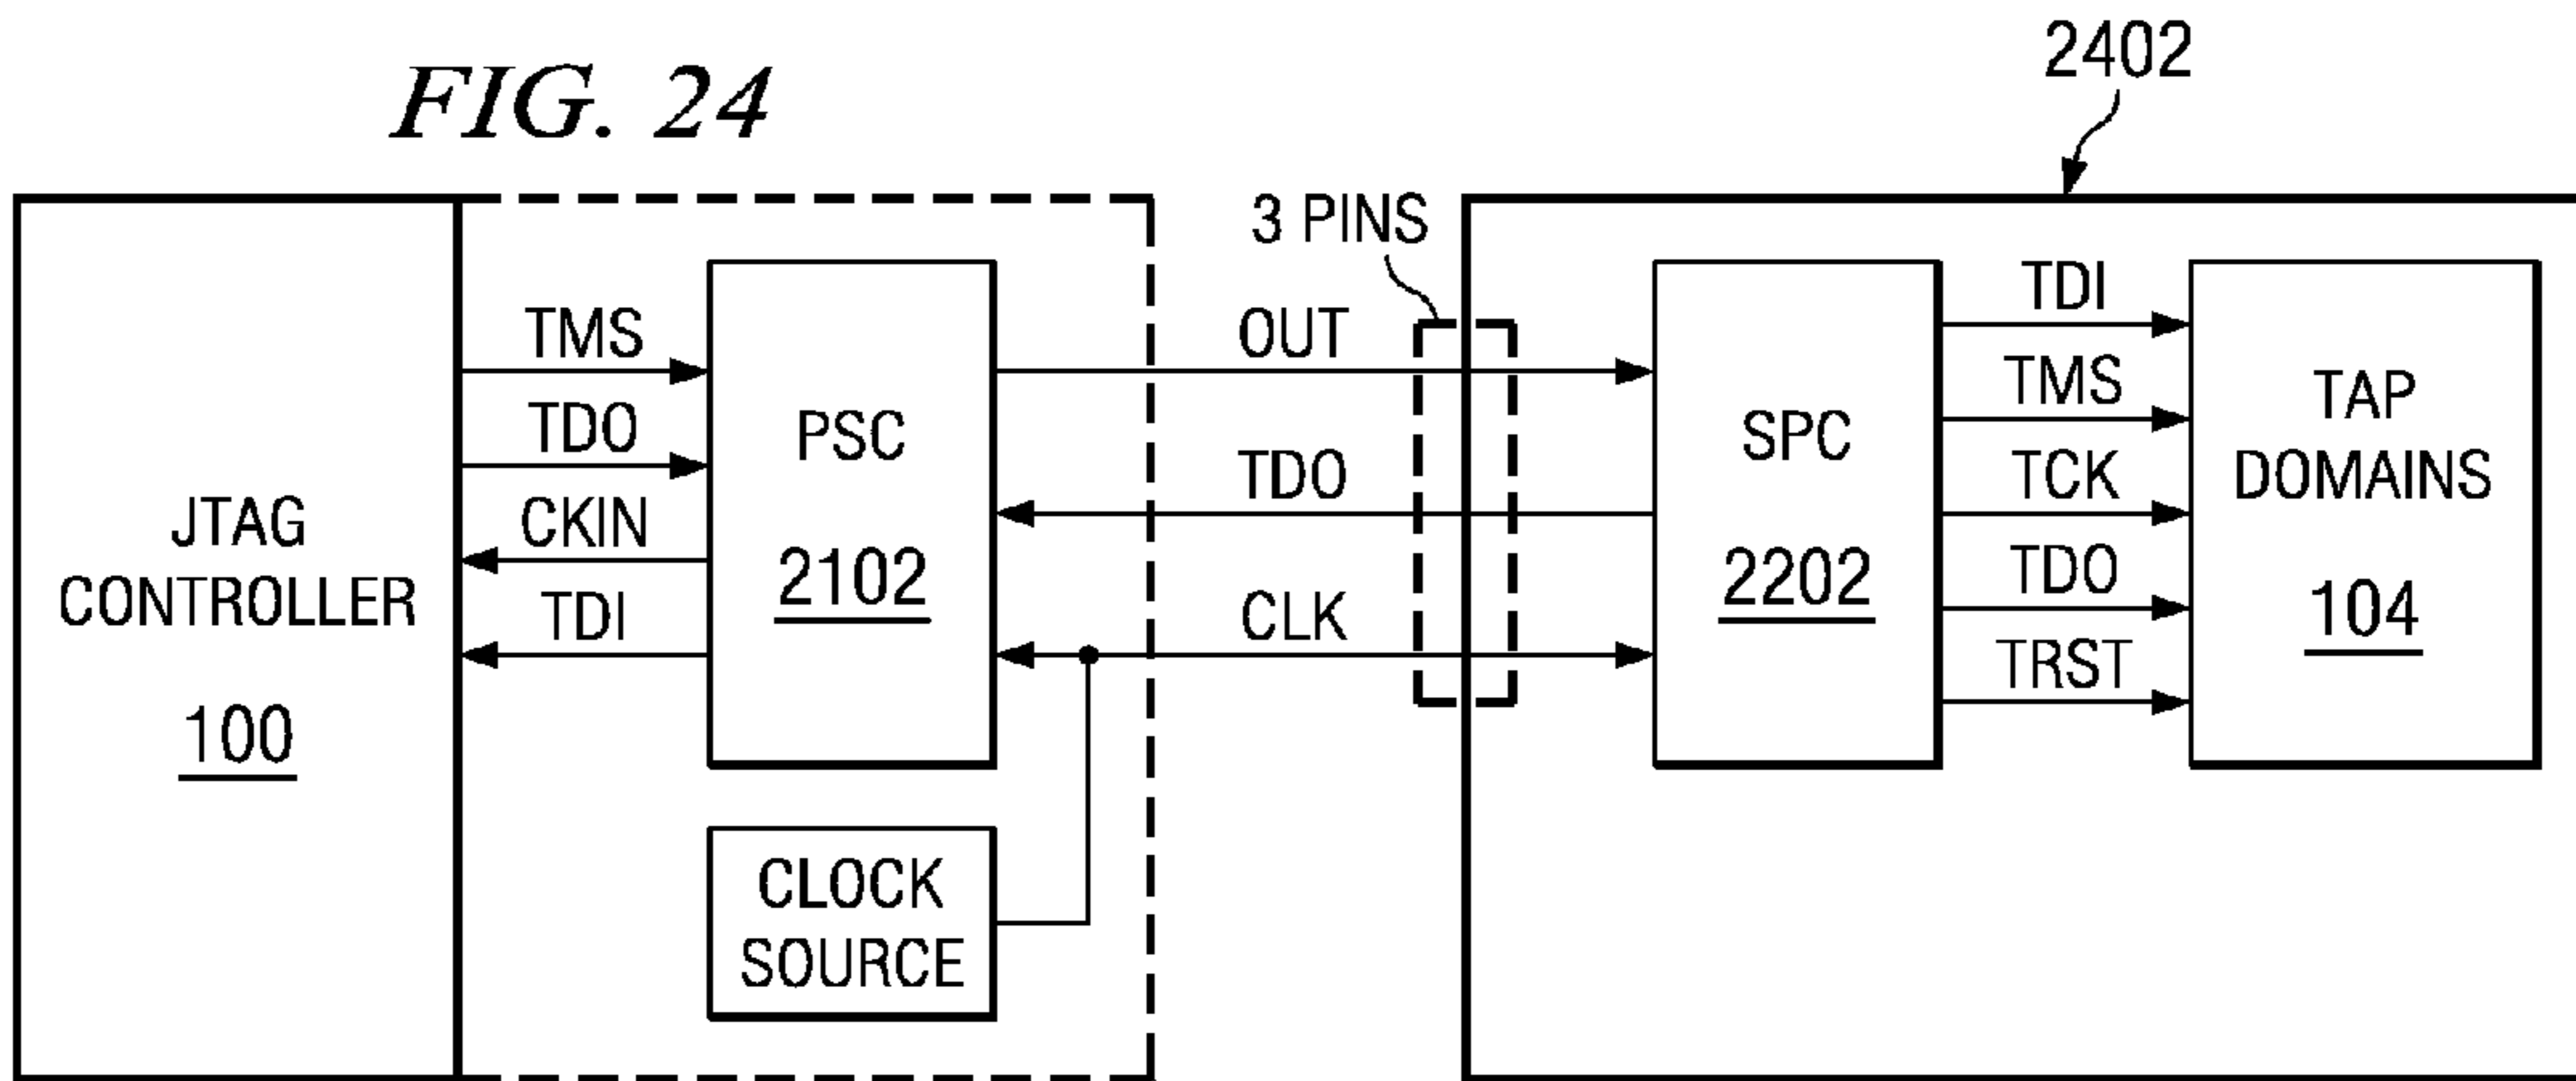 FIG. 24
2402
3 PINS
JTAG
CONTROLLER
100
TMS
TDO
CKIN
TDI
PSC
2102
CLOCK
SOURCE
OUT
TDO
CLK
SPC
2202
TDI
TMS
TCK
TDO
TRST
TAP
DOMAINS
104